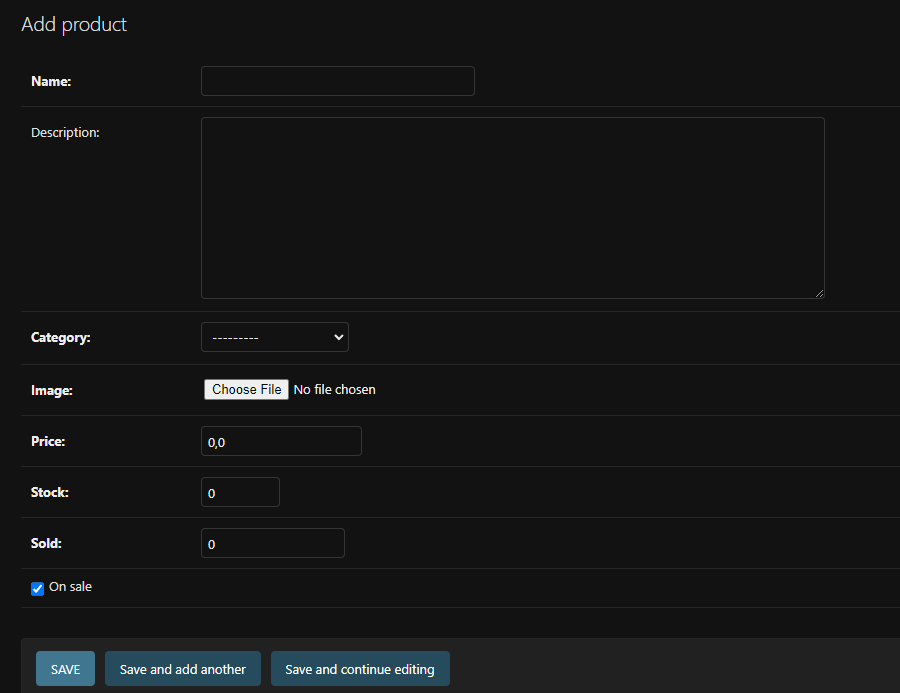 Add product
Name:
Description:
Category: ---------
Image: Choose File No file chosen
Price: 0,0
Stock: 0
Sold: 0
On sale
SAVE Save and add another Save and continue editing